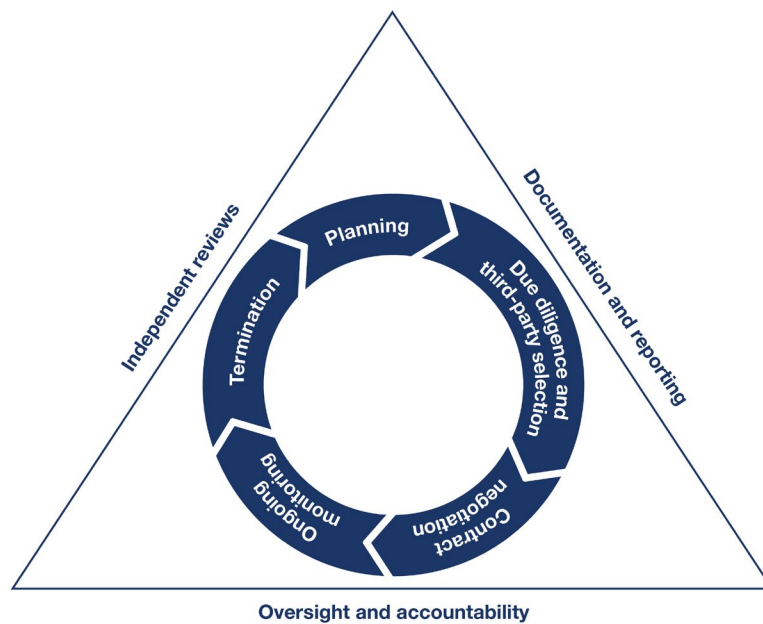 Planning
Due diligence and
third-party selection
Contract
negotiation
Ongoing
monitoring
Termination
Independent reviews
Documentation and reporting
Oversight and accountability